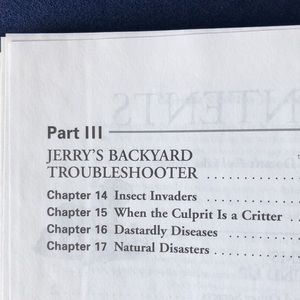 Part III
JERRY'S BACKYARD
TROUBLESHOOTER . . . . . . . . . . .
Chapter 14 Insect Invaders . . . . . . . . . . . .
Chapter 15 When the Culprit Is a Critter . .
Chapter 16 Dastardly Diseases . . . . . . . . .
Chapter 17 Natural Disasters . . . . . . . . . .